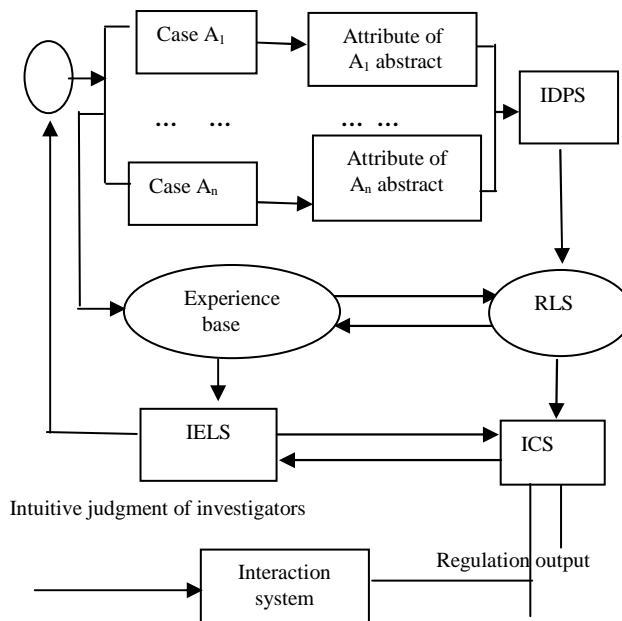 Case A₁
Attribute of
A₁ abstract
IDPS
... ...
... ...
Case Aₙ
Attribute of
Aₙ abstract
Experience
base
RLS
IELS
ICS
Intuitive judgment of investigators
Regulation output
Interaction
system